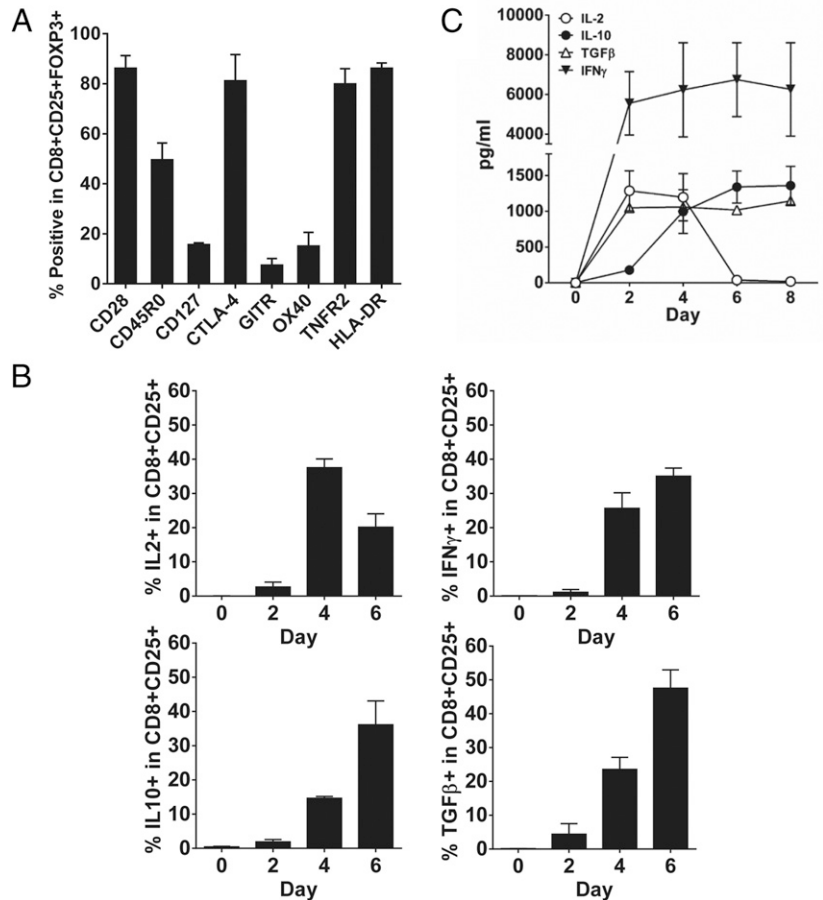 A
% Positive in CD8+CD25+FOXP3+
100
80
60
40
20
0
CD28
CD45R0
CD127
CTLA-4
GITR
OX40
TNFR2
HLA-DR
C
IL-2
IL-10
TGFβ
IFNγ
pg/ml
10000
8000
6000
4000
1500
1000
500
0
0 2 4 6 8
Day
B
% IL2+ in CD8+CD25+
60
50
40
30
20
10
0
0 2 4 6
Day
% IFNγ+ in CD8+CD25+
60
50
40
30
20
10
0
0 2 4 6
Day
% IL10+ in CD8+CD25+
60
50
40
30
20
10
0
0 2 4 6
Day
% TGFβ+ in CD8+CD25+
60
50
40
30
20
10
0
0 2 4 6
Day